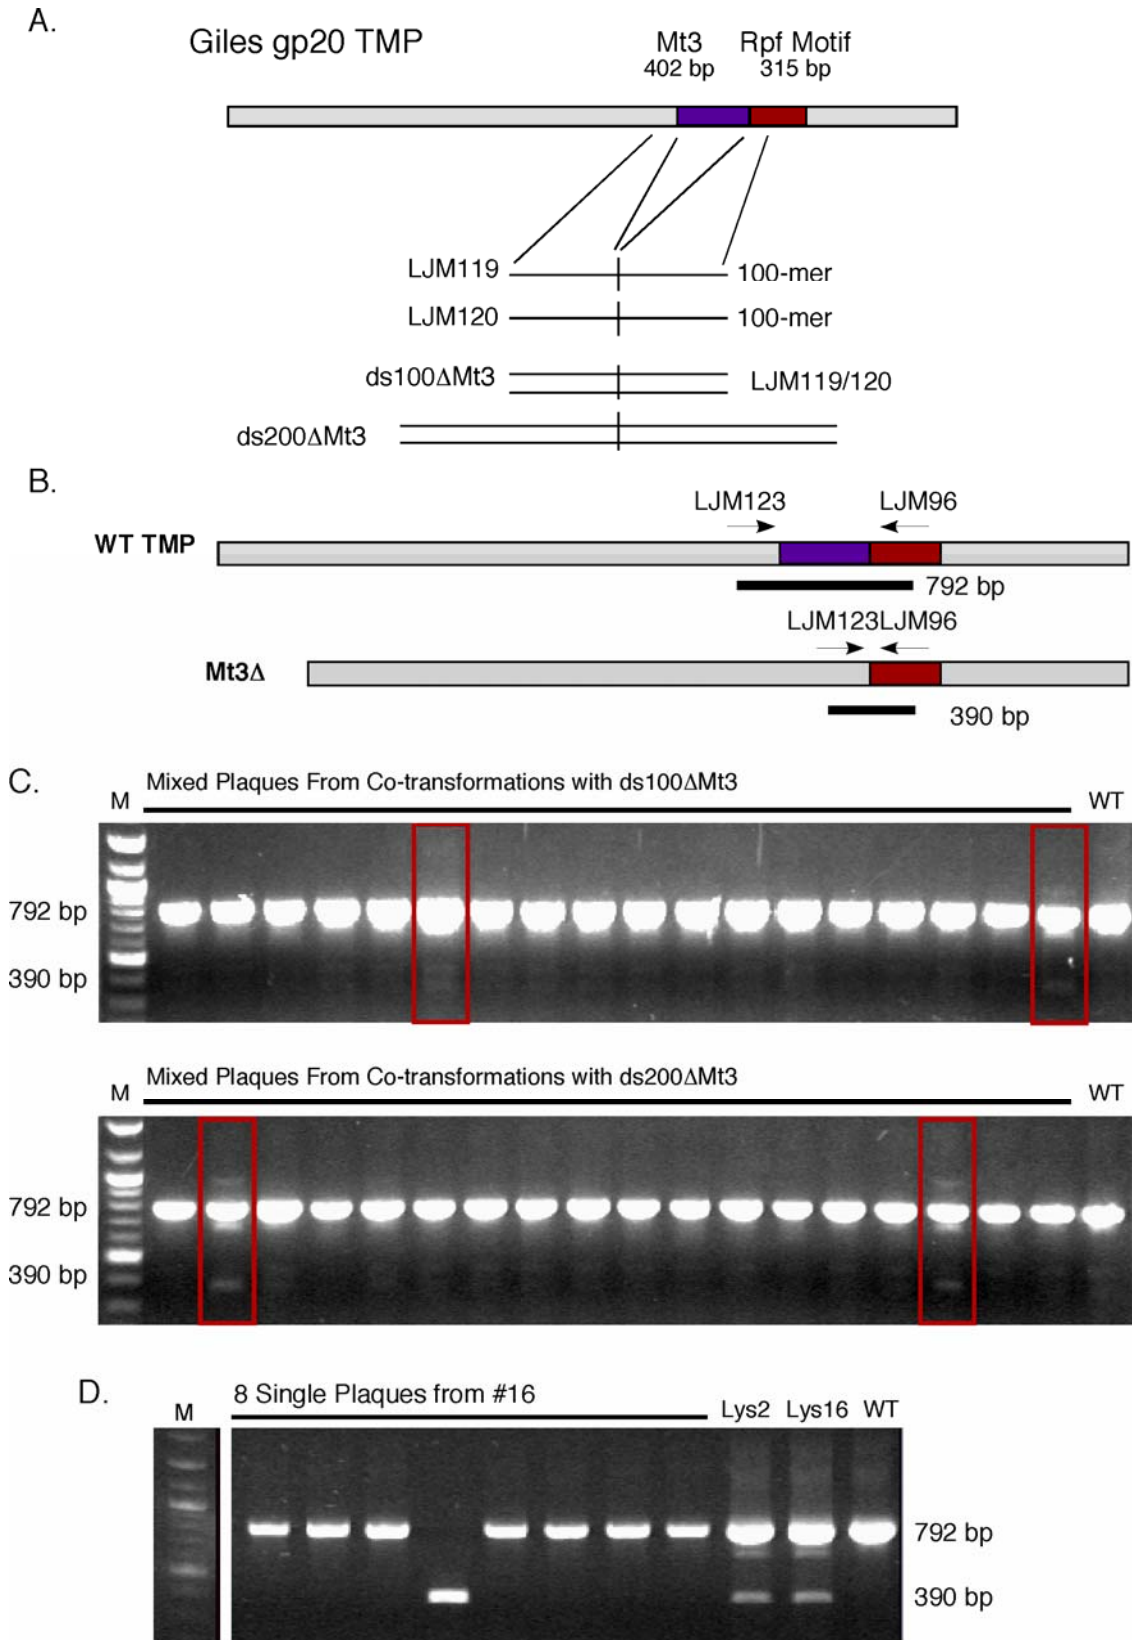 A.
Giles gp20 TMP
Mt3 Rpf Motif
402 bp 315 bp
LJM119 100-mer
LJM120 100-mer
ds100ΔMt3 LJM119/120
ds200ΔMt3
B.
LJM123 LJM96
WT TMP
792 bp
LJM123LJM96
Mt3Δ
390 bp
C.
Mixed Plaques From Co-transformations with ds100ΔMt3
M WT
792 bp
390 bp
Mixed Plaques From Co-transformations with ds200ΔMt3
M WT
792 bp
390 bp
D.
8 Single Plaques from #16
M Lys2 Lys16 WT
792 bp
390 bp